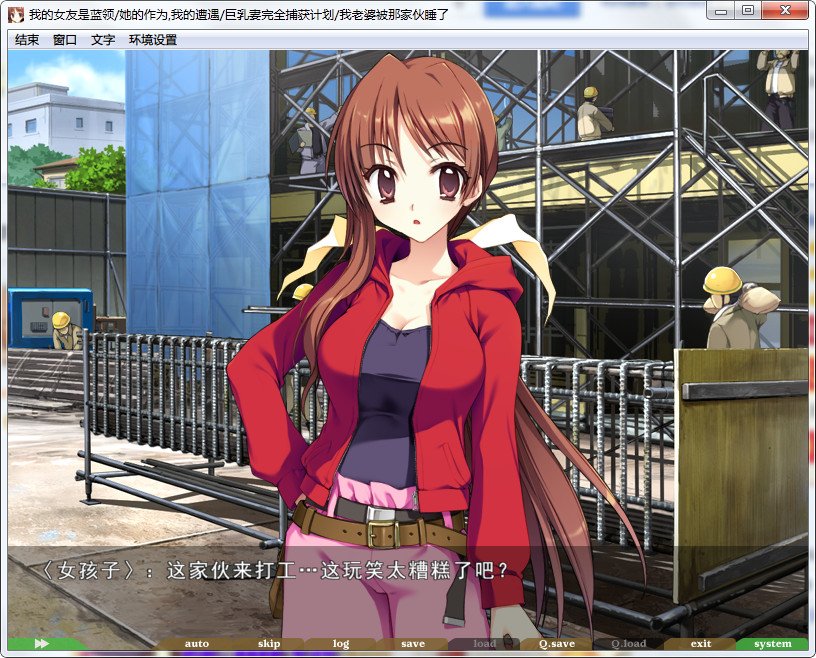 我的女友是蓝领/她的作为,我的遭遇/巨乳妻完全捕获计划/我老婆被那家伙睡了
结束 窗口 文字 环境设置
〈女孩子〉：这家伙来打工…这玩笑太糟糕了吧？
auto skip log save load Q.save Q.load exit system